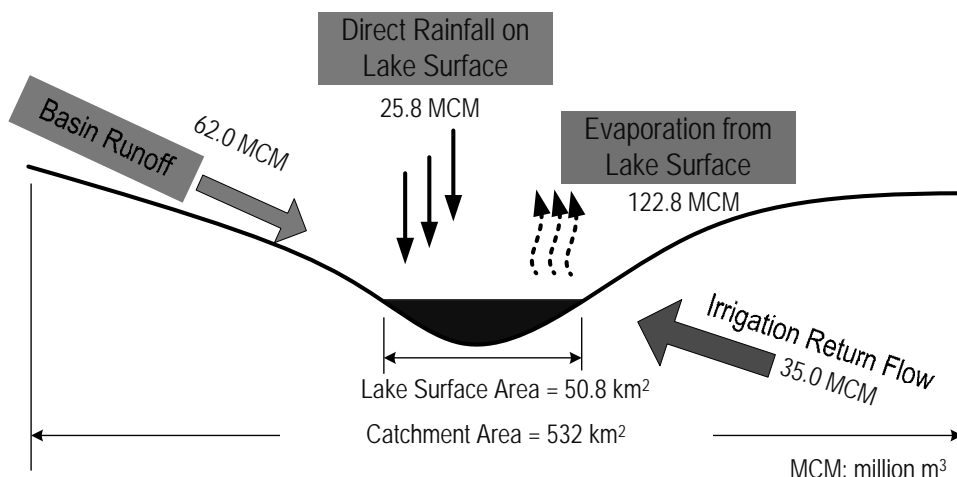 Direct Rainfall on
Lake Surface
25.8 MCM
Basin Runoff
62.0 MCM
Evaporation from
Lake Surface
122.8 MCM
Irrigation Return Flow
35.0 MCM
Lake Surface Area = 50.8 km²
Catchment Area = 532 km²
MCM: million m³